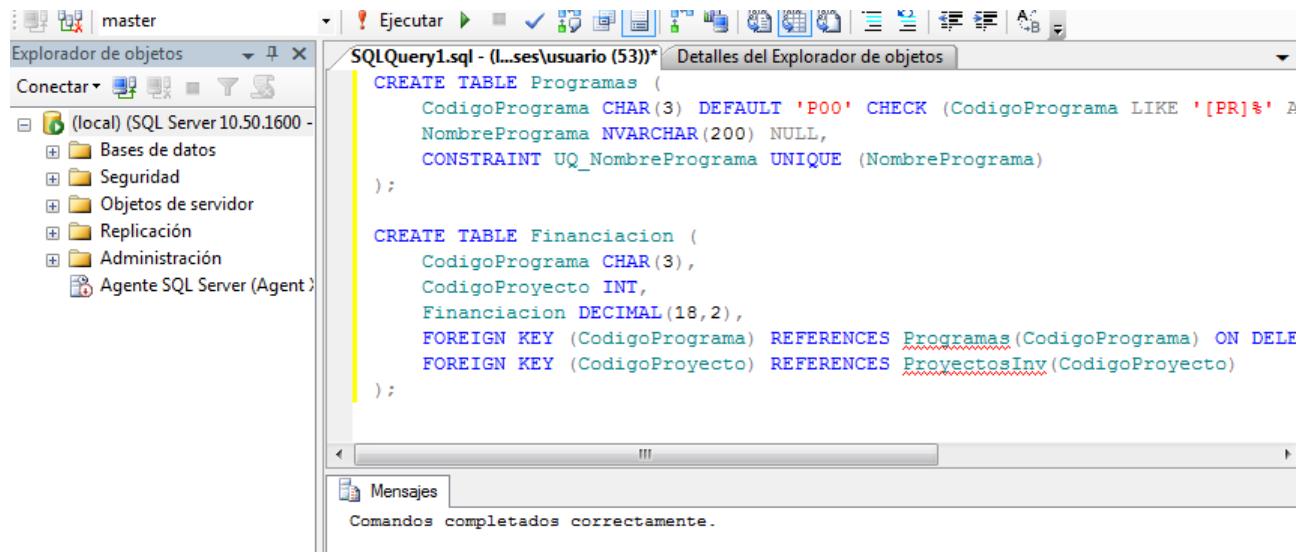 master
Ejecutar
Explorador de objetos
SQLQuery1.sql - (l...ses\usuario (53))*
Detalles del Explorador de objetos
Conectar
(local) (SQL Server 10.50.1600 -
Bases de datos
Seguridad
Objetos de servidor
Replicación
Administración
Agente SQL Server (Agent
CREATE TABLE Programas (
CodigoPrograma CHAR(3) DEFAULT 'P00' CHECK (CodigoPrograma LIKE '[PR]%' A
NombrePrograma NVARCHAR(200) NULL,
CONSTRAINT UQ_NombrePrograma UNIQUE (NombrePrograma)
);
CREATE TABLE Financiacion (
CodigoPrograma CHAR(3),
CodigoProyecto INT,
Financiacion DECIMAL(18,2),
FOREIGN KEY (CodigoPrograma) REFERENCES Programas(CodigoPrograma) ON DELE
FOREIGN KEY (CodigoProyecto) REFERENCES ProyectosInv(CodigoProyecto)
);
Mensajes
Comandos completados correctamente.